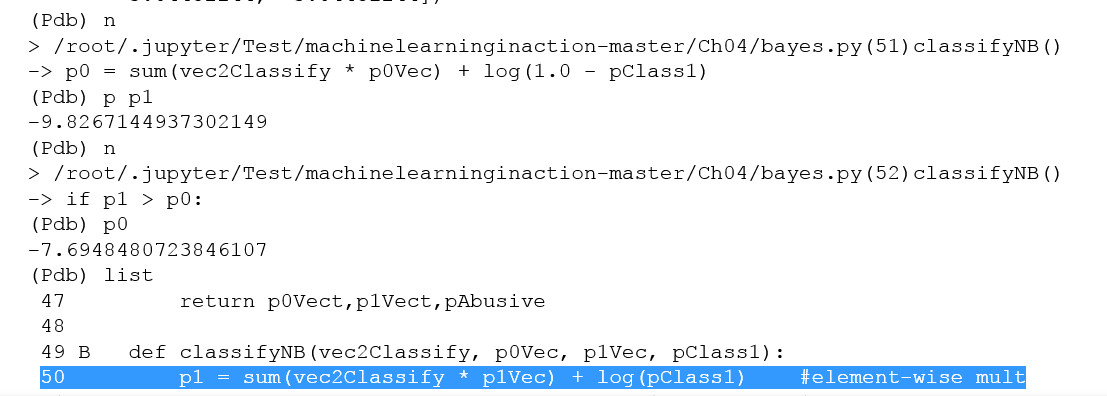 (Pdb) n
> /root/.jupyter/Test/machinelearninginaction-master/Ch04/bayes.py(51)classifyNB()
-> p0 = sum(vec2Classify * p0Vec) + log(1.0 - pClass1)
(Pdb) p p1
-9.8267144937302149
(Pdb) n
> /root/.jupyter/Test/machinelearninginaction-master/Ch04/bayes.py(52)classifyNB()
-> if p1 > p0:
(Pdb) p0
-7.6948480723846107
(Pdb) list
47 return p0Vect,p1Vect,pAbusive
48
49 B def classifyNB(vec2Classify, p0Vec, p1Vec, pClass1):
50 p1 = sum(vec2Classify * p1Vec) + log(pClass1) #element-wise mult